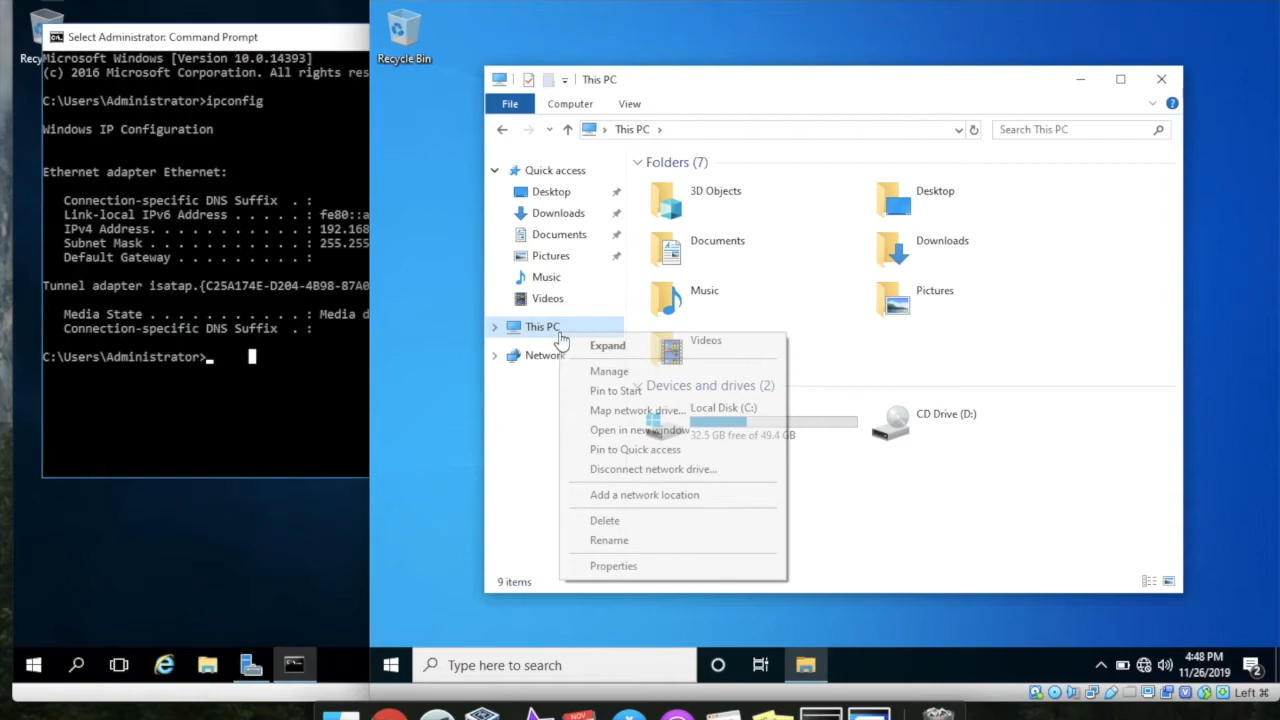 Recy
Select Administrator: Command Prompt
Microsoft Windows [Version 10.0.14393]
(c) 2016 Microsoft Corporation. All rights res
C:\Users\Administrator>ipconfig
Windows IP Configuration
Ethernet adapter Ethernet:
Connection-specific DNS Suffix . :
Link-local IPv6 Address . . . . . : fe80::a
IPv4 Address. . . . . . . . . . . : 192.168
Subnet Mask . . . . . . . . . . . : 255.255
Default Gateway . . . . . . . . . :
Tunnel adapter isatap.{C25A174E-D204-4B98-87A0
Media State . . . . . . . . . . . : Media d
Connection-specific DNS Suffix . :
C:\Users\Administrator>
Recycle Bin
This PC
File Computer View
This PC
Search This PC
Quick access
Desktop
Downloads
Documents
Pictures
Music
Videos
This PC
Network
Folders (7)
3D Objects
Desktop
Documents
Downloads
Music
Pictures
Videos
Devices and drives (2)
Local Disk (C:)
32.5 GB free of 49.4 GB
CD Drive (D:)
Expand
Manage
Pin to Start
Map network drive...
Open in new window
Pin to Quick access
Disconnect network drive...
Add a network location
Delete
Rename
Properties
9 items
Type here to search
4:48 PM
11/26/2019
2
Left ⌘
NOV